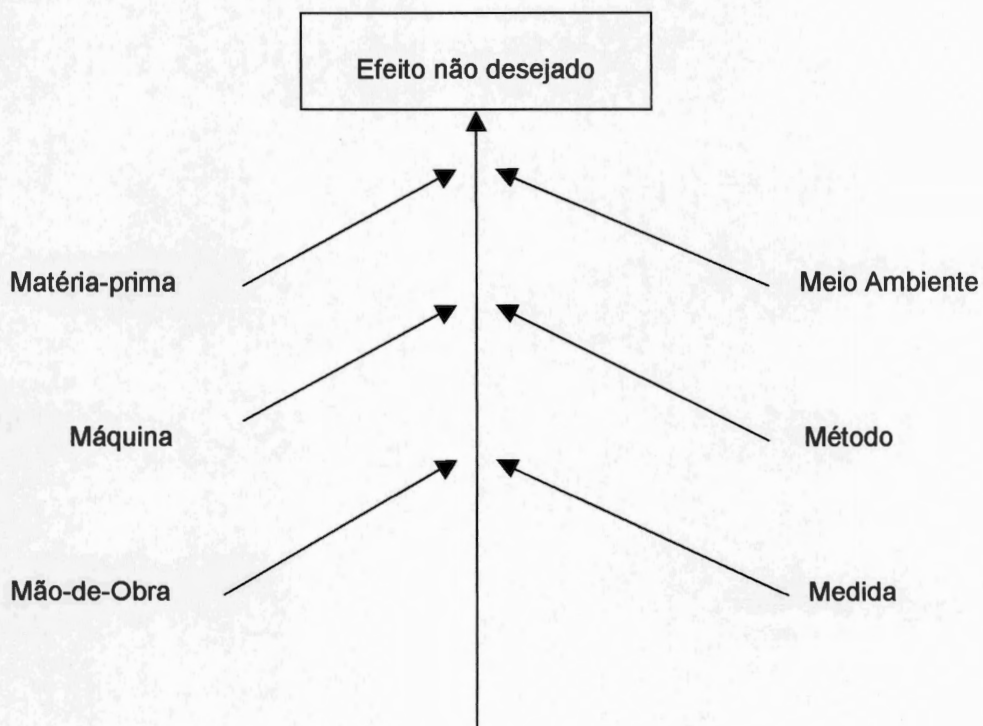 Efeito não desejado
Matéria-prima
Meio Ambiente
Máquina
Método
Mão-de-Obra
Medida